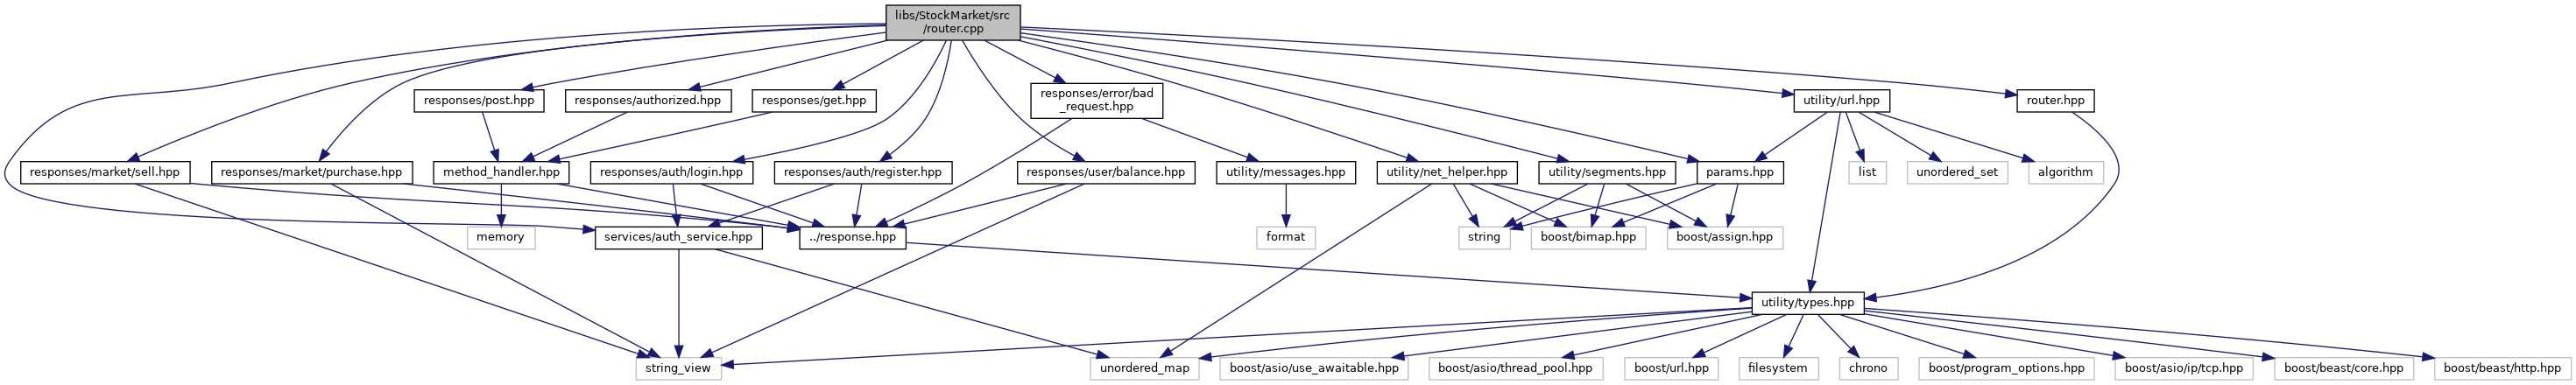 libs/StockMarket/src
/router.cpp
responses/post.hpp
responses/authorized.hpp
responses/get.hpp
responses/error/bad
_request.hpp
utility/url.hpp
router.hpp
responses/market/sell.hpp
responses/market/purchase.hpp
method_handler.hpp
responses/auth/login.hpp
responses/auth/register.hpp
responses/user/balance.hpp
utility/messages.hpp
utility/net_helper.hpp
utility/segments.hpp
params.hpp
list
unordered_set
algorithm
memory
services/auth_service.hpp
../response.hpp
format
string
boost/bimap.hpp
boost/assign.hpp
utility/types.hpp
string_view
unordered_map
boost/asio/use_awaitable.hpp
boost/asio/thread_pool.hpp
boost/url.hpp
filesystem
chrono
boost/program_options.hpp
boost/asio/ip/tcp.hpp
boost/beast/core.hpp
boost/beast/http.hpp